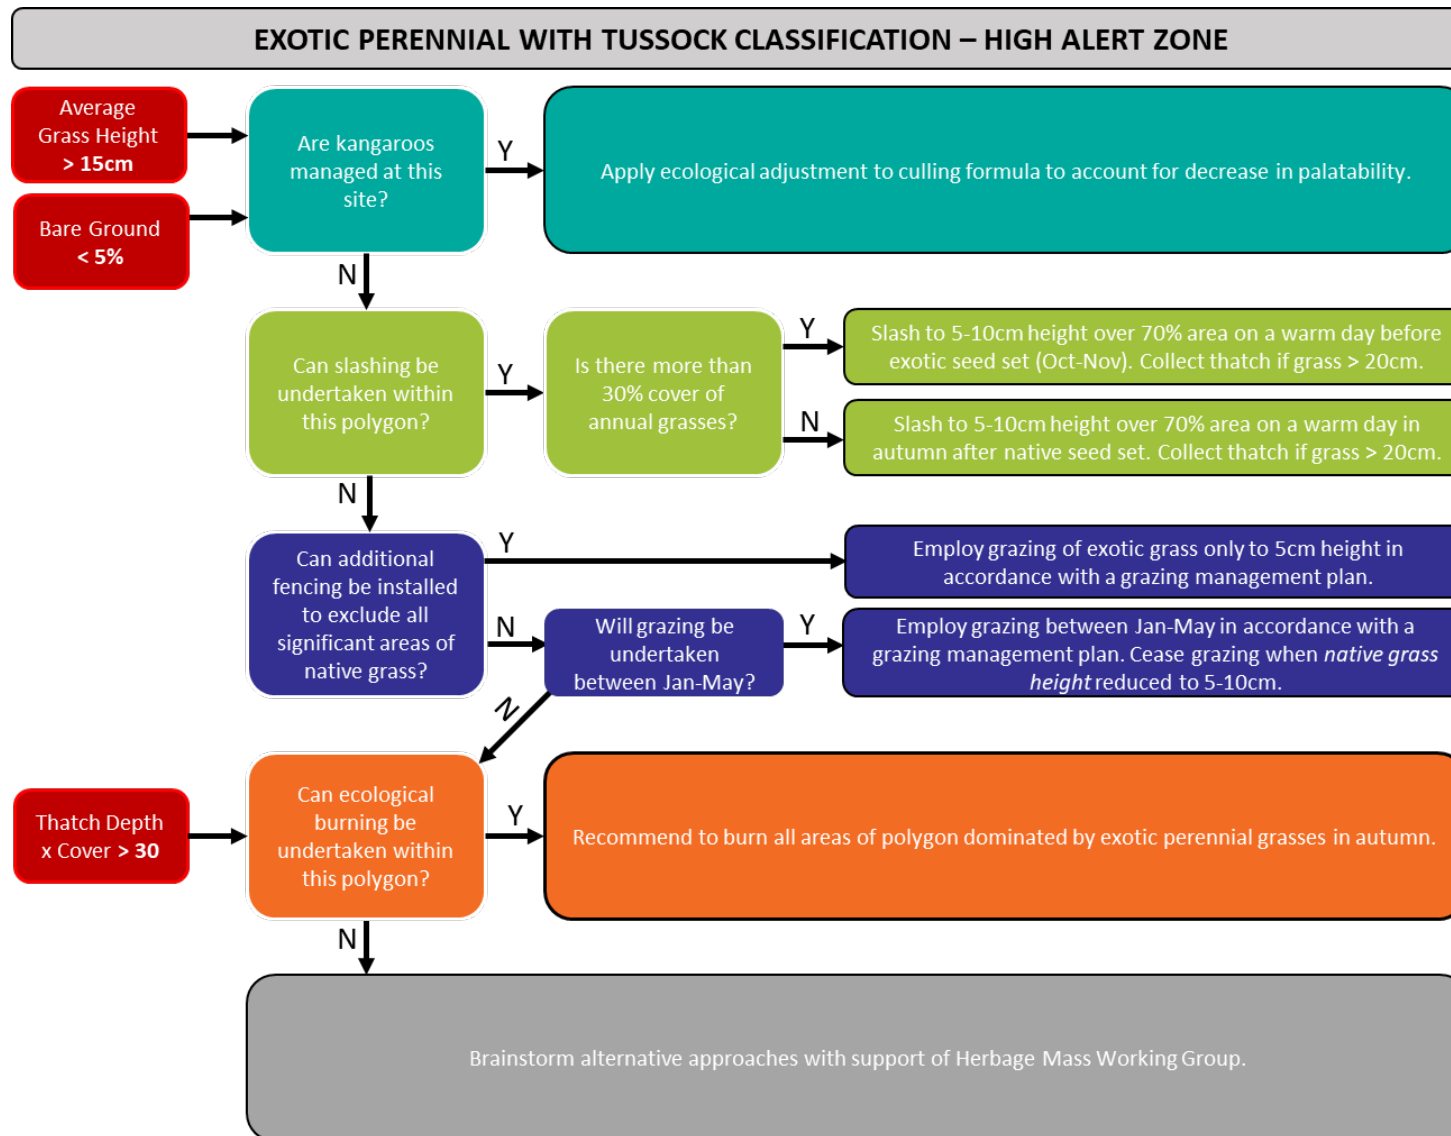 EXOTIC PERENNIAL WITH TUSSOCK CLASSIFICATION – HIGH ALERT ZONE
Average
Grass Height
> 15cm
Bare Ground
< 5%
Are kangaroos
managed at this
site?
Y
Apply ecological adjustment to culling formula to account for decrease in palatability.
N
Can slashing be
undertaken within
this polygon?
Y
Is there more than
30% cover of
annual grasses?
Y
Slash to 5-10cm height over 70% area on a warm day before
exotic seed set (Oct-Nov). Collect thatch if grass > 20cm.
N
Slash to 5-10cm height over 70% area on a warm day in
autumn after native seed set. Collect thatch if grass > 20cm.
N
Can additional
fencing be installed
to exclude all
significant areas of
native grass?
Y
Employ grazing of exotic grass only to 5cm height in
accordance with a grazing management plan.
N
Will grazing be
undertaken
between Jan-May?
Y
Employ grazing between Jan-May in accordance with a
grazing management plan. Cease grazing when native grass
height reduced to 5-10cm.
N
Thatch Depth
x Cover > 30
Can ecological
burning be
undertaken within
this polygon?
Y
Recommend to burn all areas of polygon dominated by exotic perennial grasses in autumn.
N
Brainstorm alternative approaches with support of Herbage Mass Working Group.